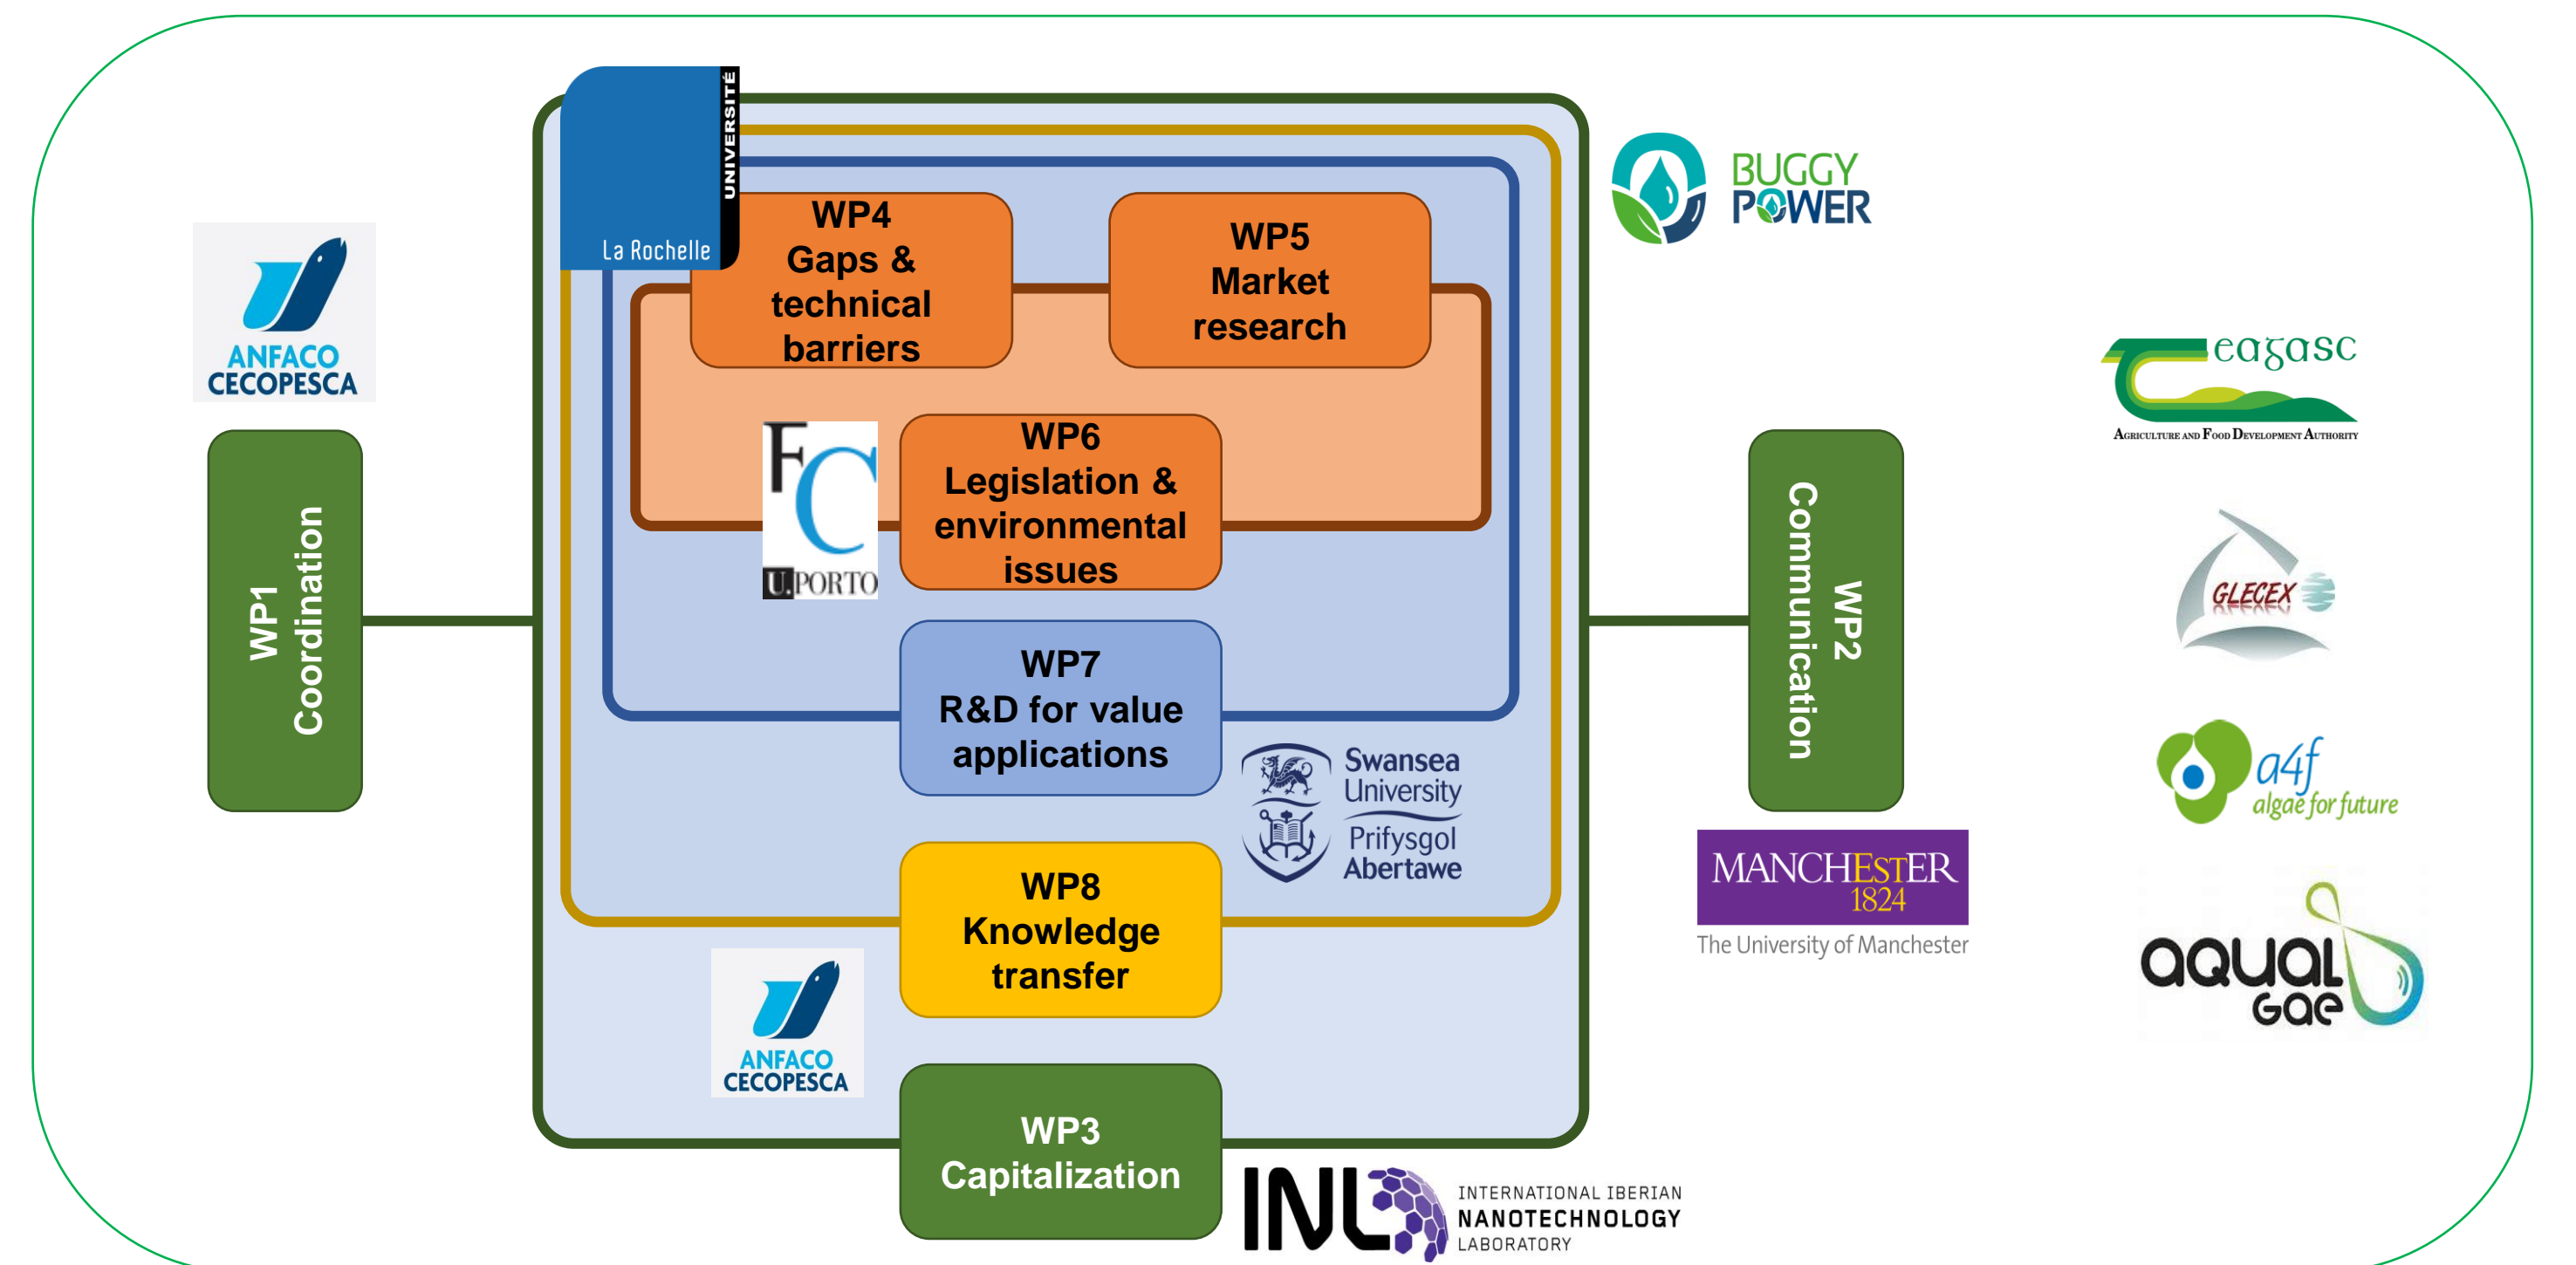 UNIVERSITÉ
La Rochelle
WP4
Gaps &
technical
barriers
WP5
Market
research
BUGGY
POWER
ANFACO
CECOPESCA
WP1
Coordination
FC
U.PORTO
WP6
Legislation &
environmental
issues
WP7
R&D for value
applications
Swansea
University
Prifysgol
Abertawe
WP8
Knowledge
transfer
ANFACO
CECOPESCA
WP3
Capitalization
INL
INTERNATIONAL IBERIAN
NANOTECHNOLOGY
LABORATORY
WP2
Communication
MANCHESTER
1824
The University of Manchester
Teagasc
AGRICULTURE AND FOOD DEVELOPMENT AUTHORITY
GLECEX
a4f
algae for future
aqual
gae